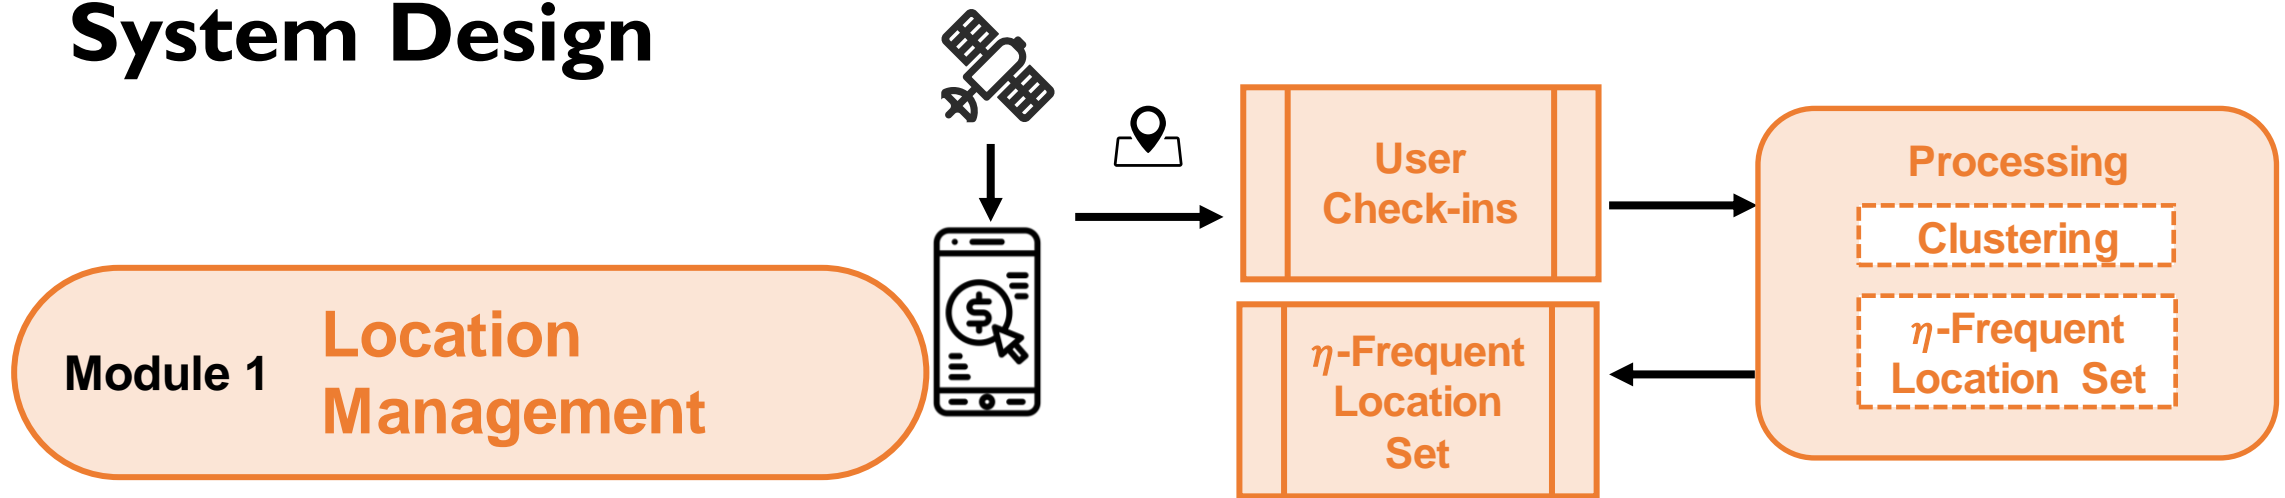 System Design
Module 1
Location
Management
$
User
Check-ins
η-Frequent
Location
Set
Processing
Clustering
η-Frequent
Location Set